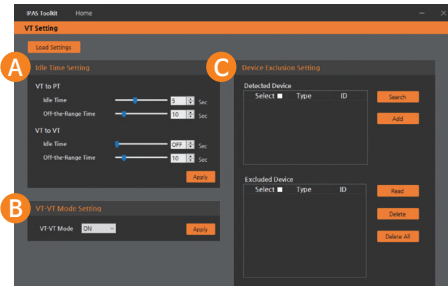 iPAS Toolkit Home
VT Setting
Load Settings
A Idle Time Setting
VT to PT
Idle Time 5 Sec
Off-the-Range Time 10 Sec
VT to VT
Idle Time OFF Sec
Off-the-Range Time 10 Sec
Apply
B VT-VT Mode Setting
VT-VT Mode ON Apply
C Device Exclusion Setting
Detected Device
Select Type ID
Search
Add
Excluded Device
Select Type ID
Read
Delete
Delete All